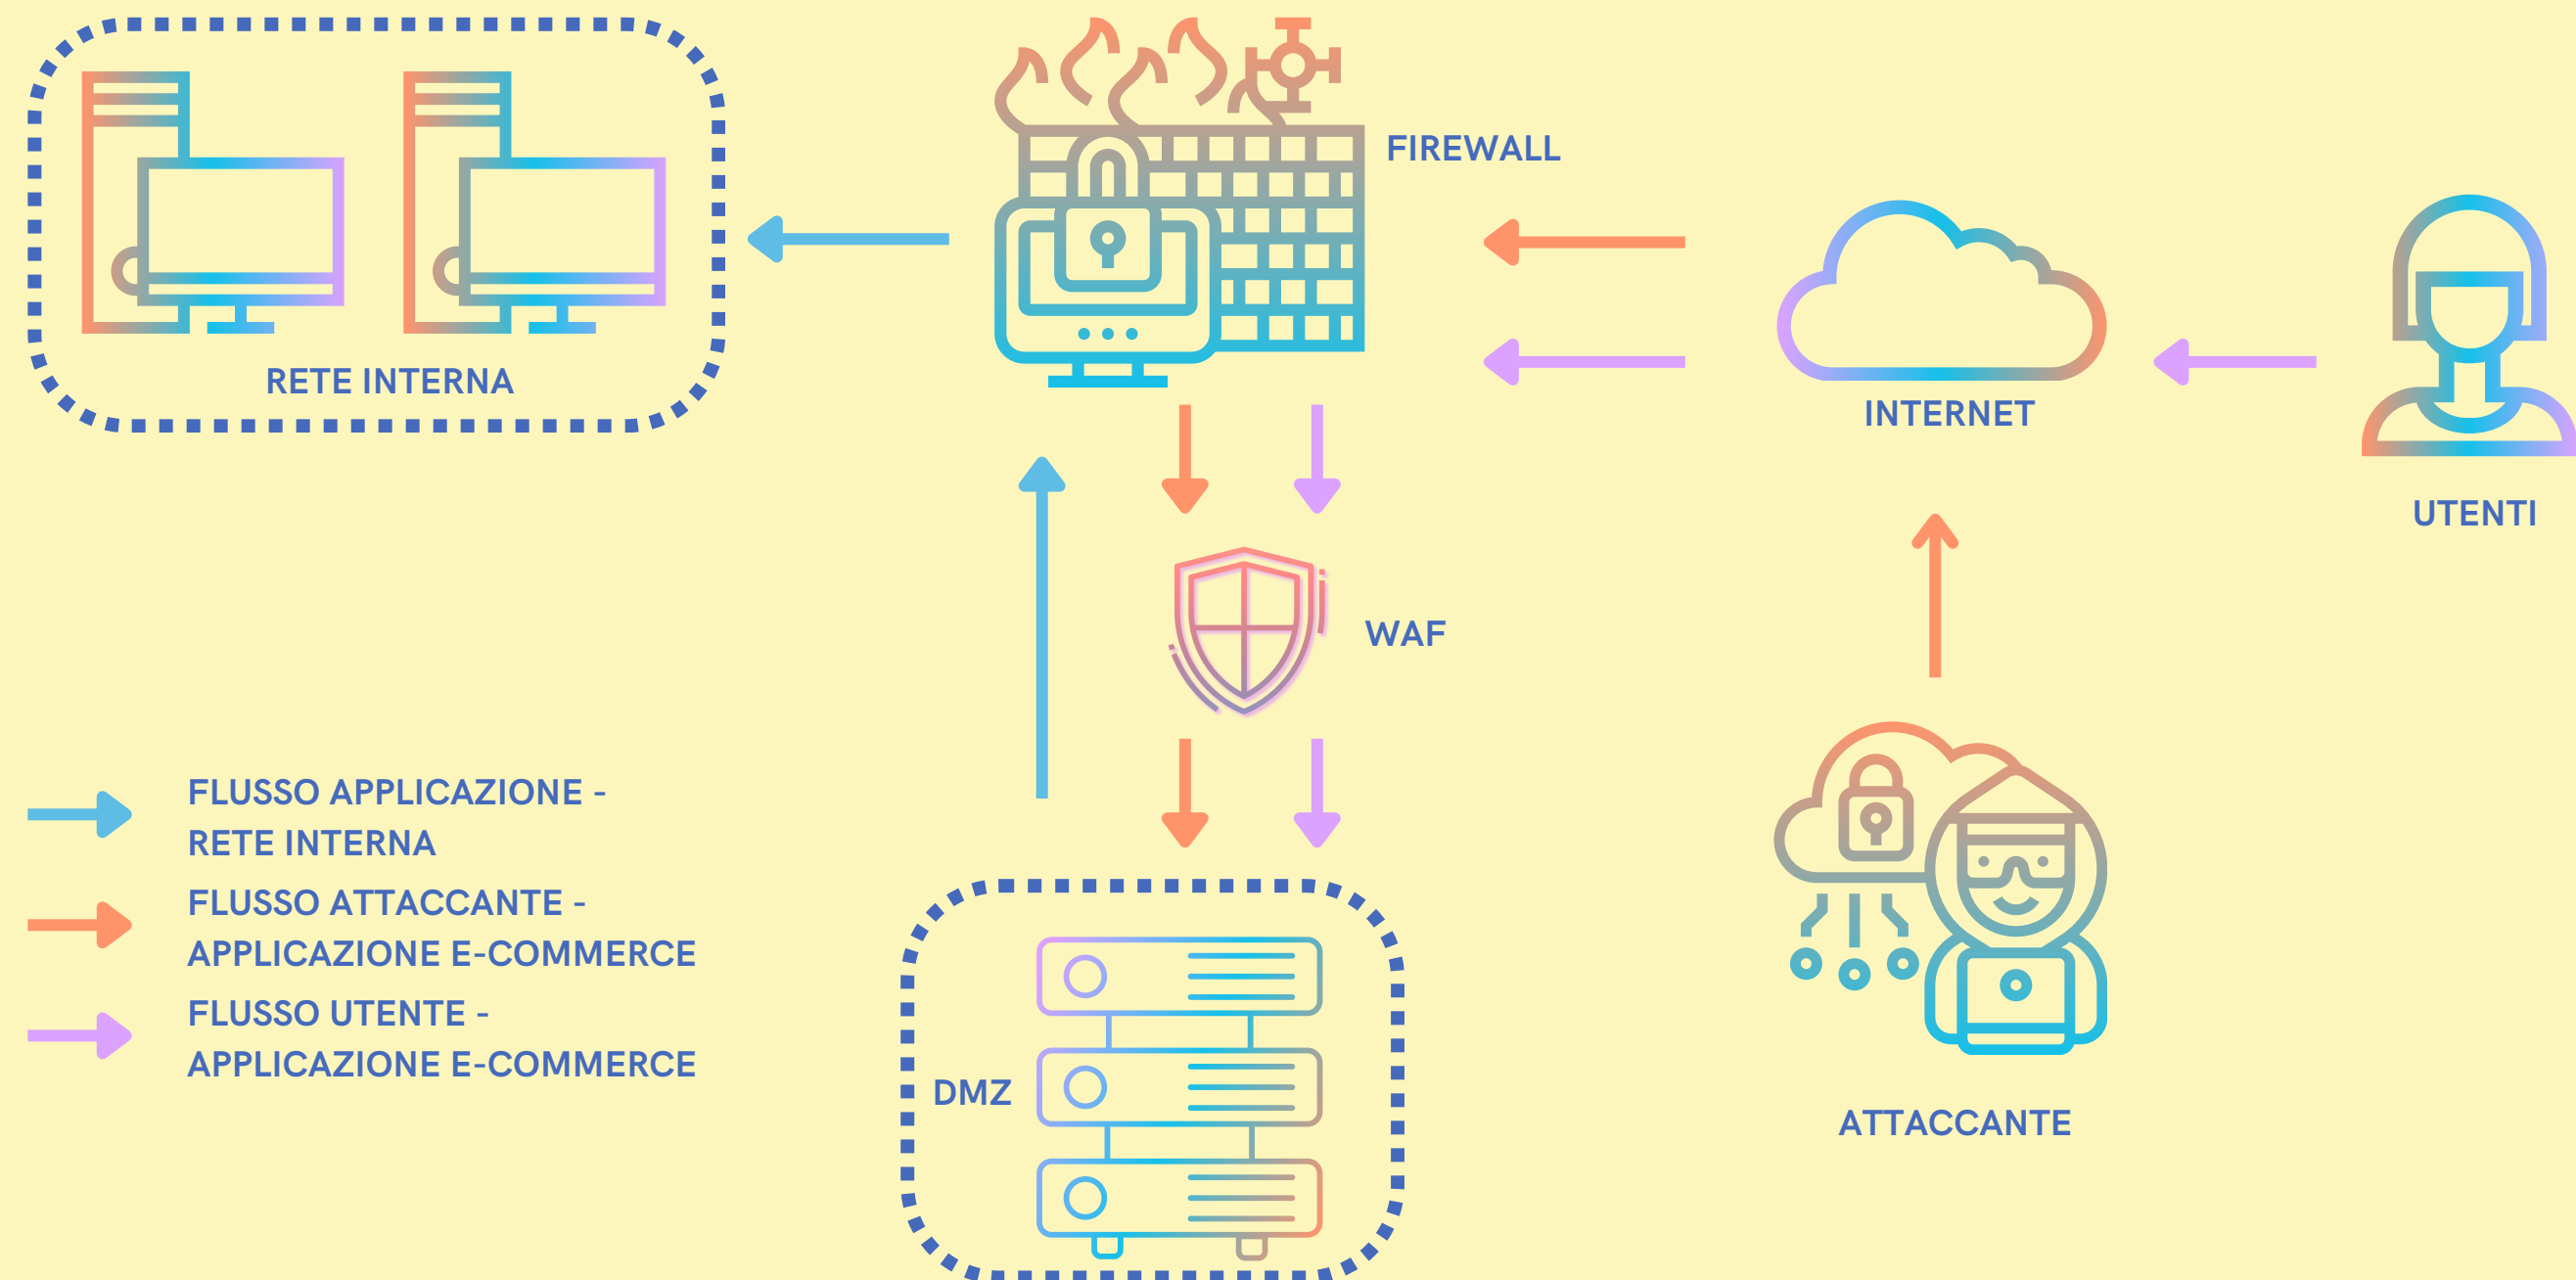 FIREWALL
RETE INTERNA
INTERNET
UTENTI
WAF
FLUSSO APPLICAZIONE -
RETE INTERNA
FLUSSO ATTACCANTE -
APPLICAZIONE E-COMMERCE
FLUSSO UTENTE -
APPLICAZIONE E-COMMERCE
DMZ
ATTACCANTE